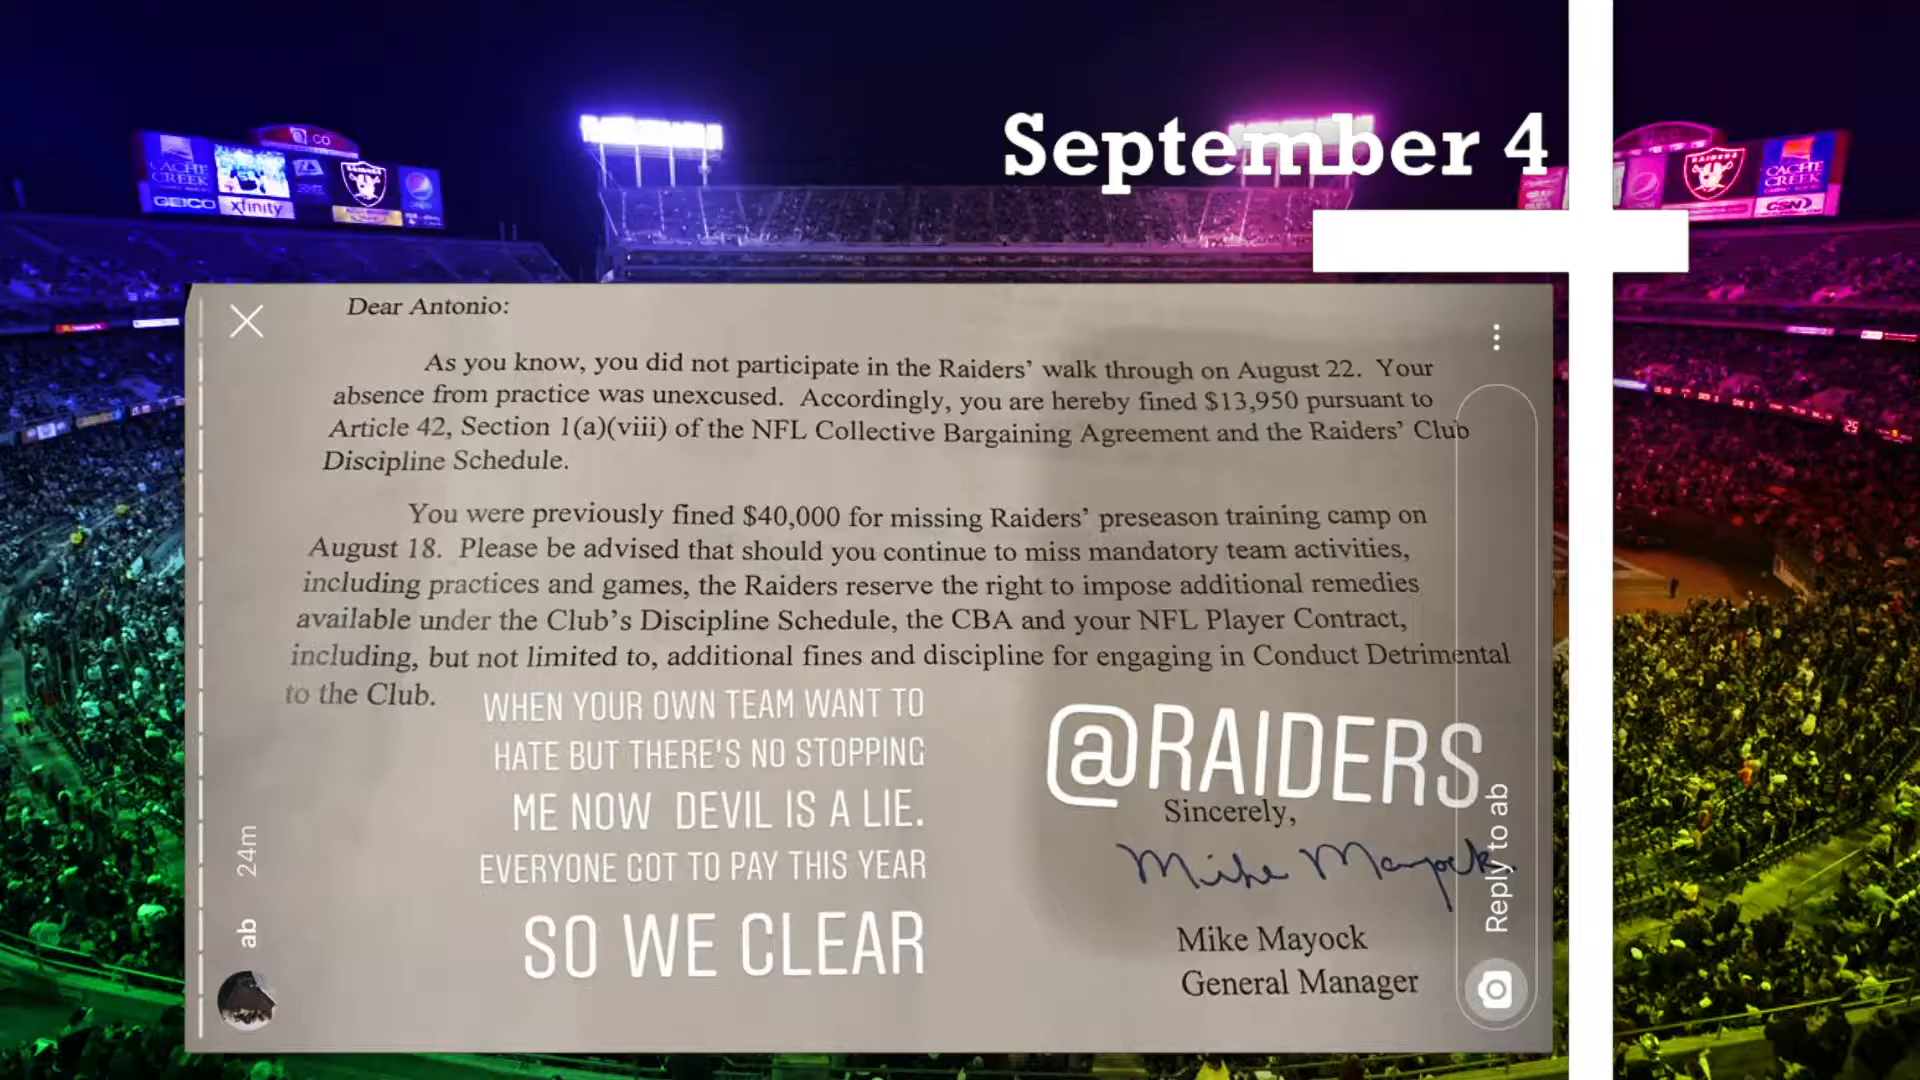 September 4
CO
CACHE
CREEK
GEICO
xfinity
RAIDERS
RAIDERS
CACHE
CREEK
CSN
25
Dear Antonio:
As you know, you did not participate in the Raiders' walk through on August 22. Your
absence from practice was unexcused. Accordingly, you are hereby fined $13,950 pursuant to
Article 42, Section 1(a)(viii) of the NFL Collective Bargaining Agreement and the Raiders' Club
Discipline Schedule.
You were previously fined $40,000 for missing Raiders' preseason training camp on
August 18. Please be advised that should you continue to miss mandatory team activities,
including practices and games, the Raiders reserve the right to impose additional remedies
available under the Club's Discipline Schedule, the CBA and your NFL Player Contract,
including, but not limited to, additional fines and discipline for engaging in Conduct Detrimental
to the Club.
WHEN YOUR OWN TEAM WANT TO
HATE BUT THERE'S NO STOPPING
ME NOW DEVIL IS A LIE.
EVERYONE GOT TO PAY THIS YEAR
SO WE CLEAR
@RAIDERS
Sincerely,
Mike Mayock
Mike Mayock
General Manager
ab 24m
Reply to ab